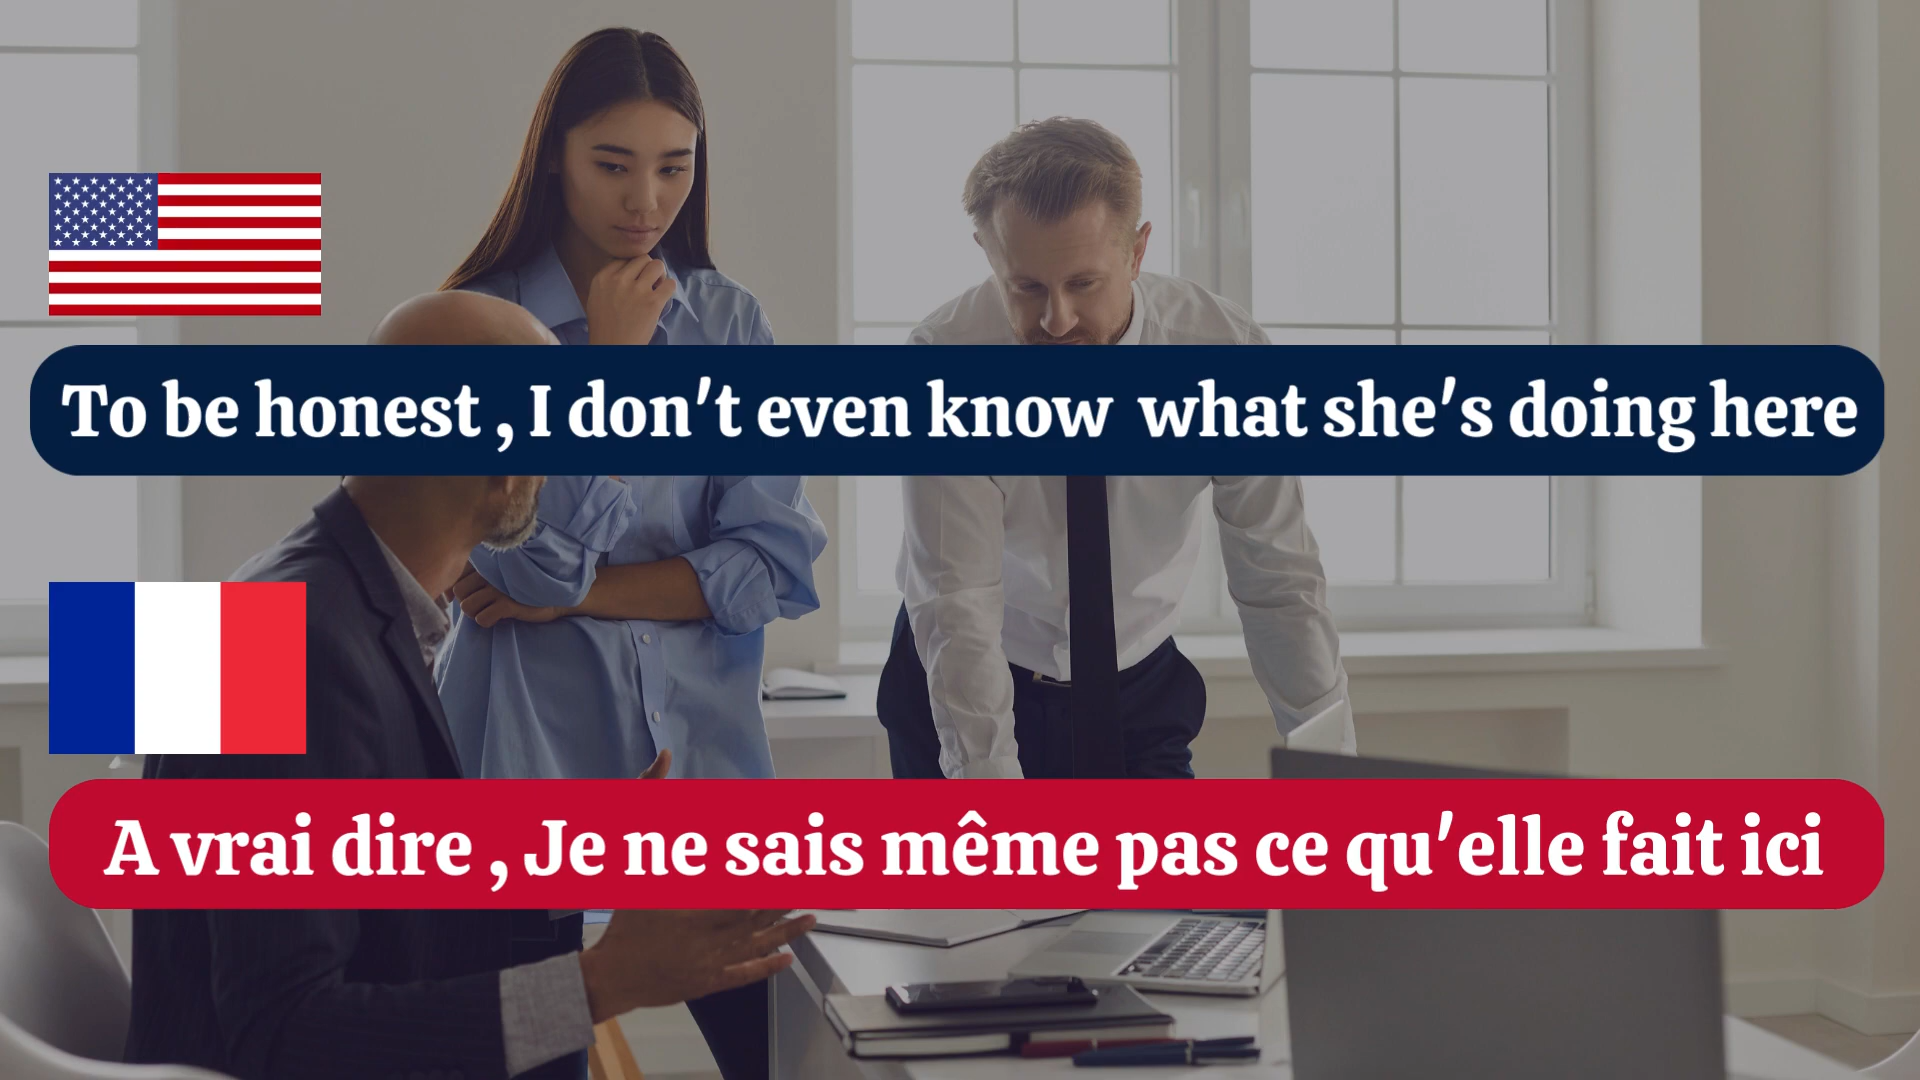 To be honest , I don't even know what she's doing here
A vrai dire , Je ne sais même pas ce qu'elle fait ici